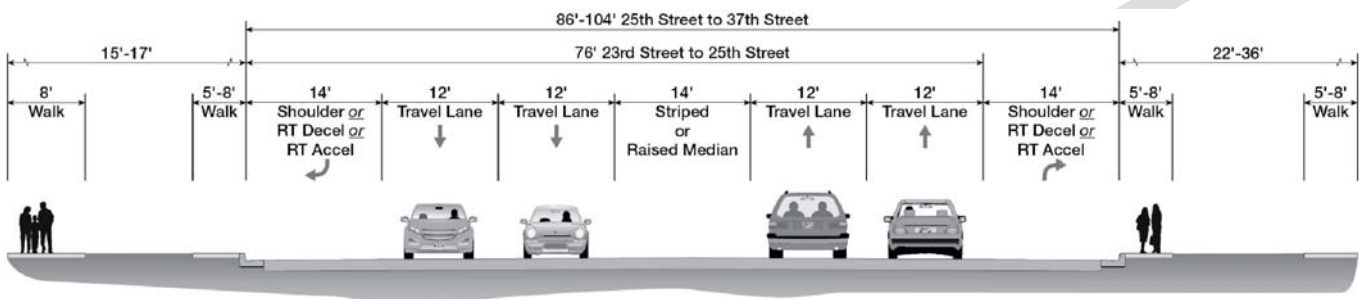 86'-104' 25th Street to 37th Street
15'-17'
76' 23rd Street to 25th Street
22'-36'
8'
Walk
5'-8'
Walk
14'
Shoulder or
RT Decel or
RT Accel
12'
Travel Lane
12'
Travel Lane
14'
Striped
or
Raised Median
12'
Travel Lane
12'
Travel Lane
14'
Shoulder or
RT Decel or
RT Accel
5'-8'
Walk
5'-8'
Walk